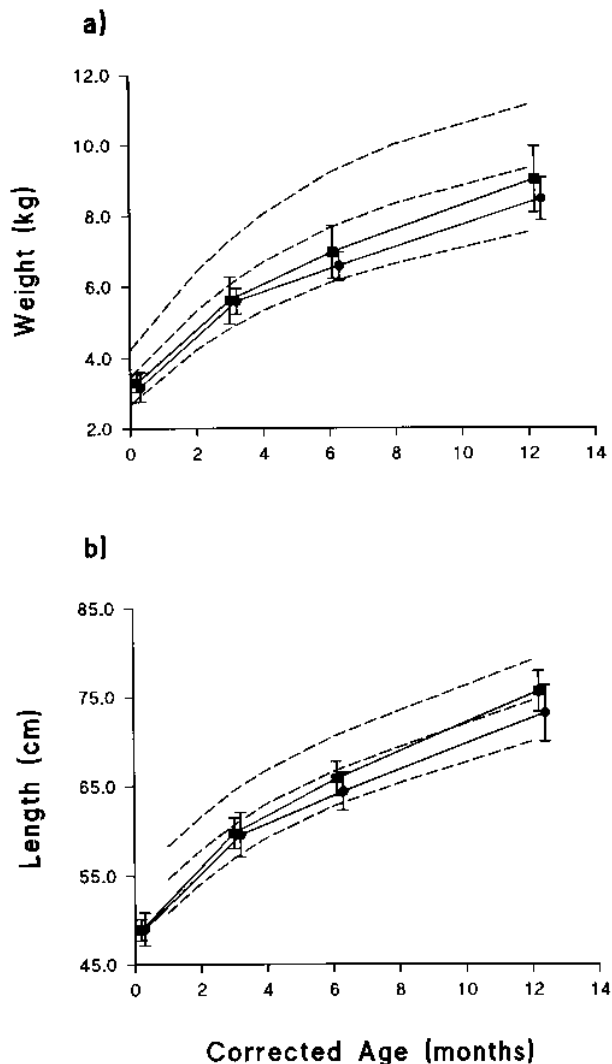 a)
12.0
10.0
8.0
6.0
4.0
2.0
Weight (kg)
0 2 4 6 8 10 12 14
b)
85.0
75.0
65.0
55.0
45.0
Length (cm)
0 2 4 6 8 10 12 14
Corrected Age (months)